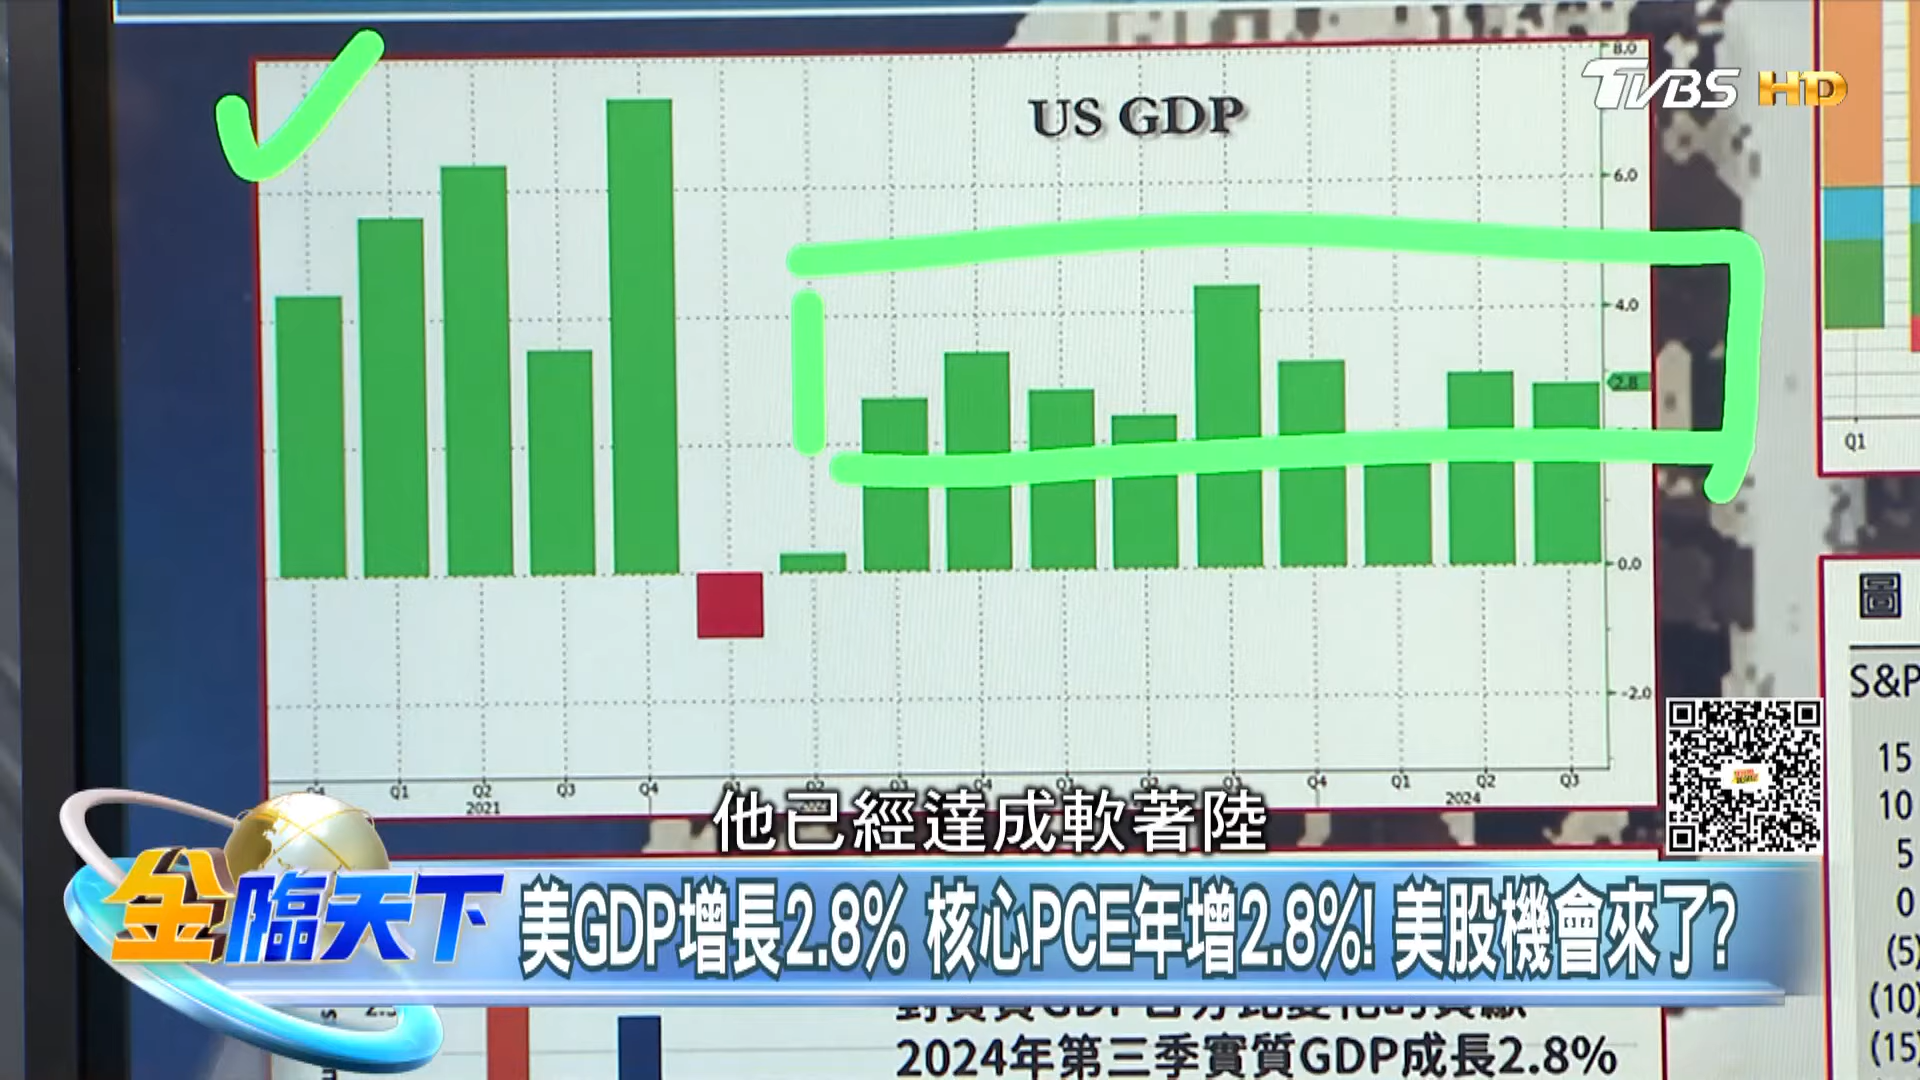 8.0
TVBS HD
US GDP
6.0
4.0
2.8
Q1
0.0
圖
-2.0
S&P
15
10
5
0
(5)
(10)
(15)
Q1 Q2 Q3 Q4 Q3 Q4 Q1 Q2 Q3
2021 2024
他已經達成軟著陸
金臨天下
美GDP增長2.8% 核心PCE年增2.8%! 美股機會來了?
2024年第三季實質GDP成長2.8%